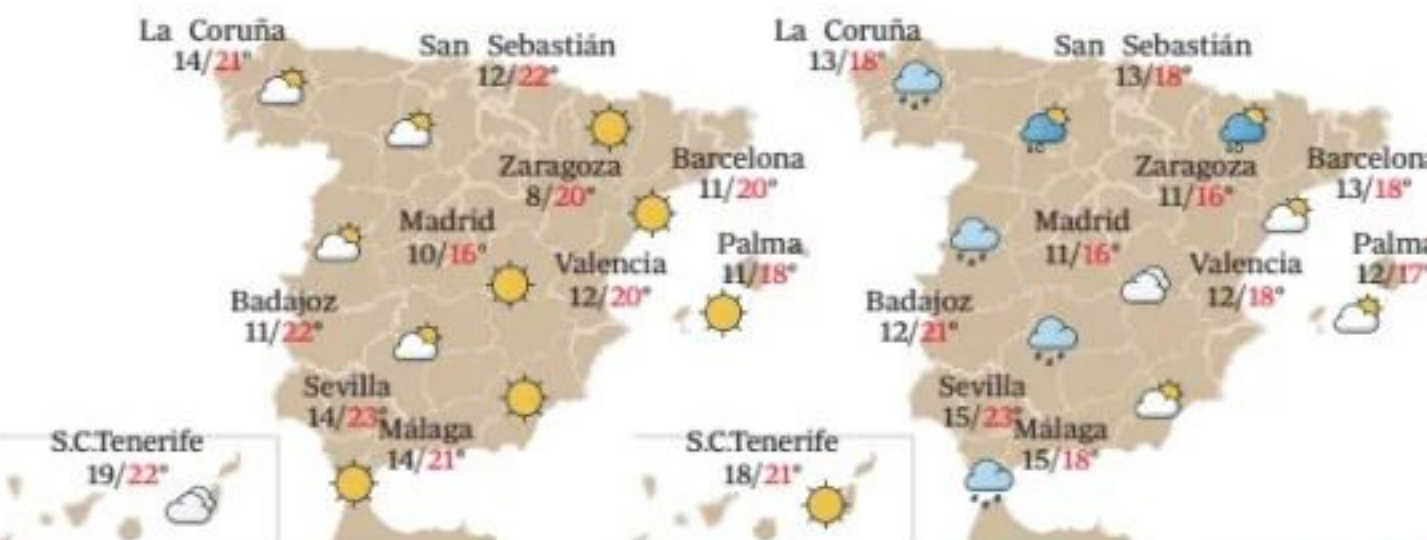 La Coruña
14/21°
San Sebastián
12/22°
Zaragoza
8/20°
Barcelona
11/20°
Madrid
10/16°
Palma
11/18°
Valencia
12/20°
Badajoz
11/22°
Sevilla
14/23°
Málaga
14/21°
S.C.Tenerife
19/22°
La Coruña
13/18°
San Sebastián
13/18°
Zaragoza
11/16°
Barcelon
13/18°
Madrid
11/16°
Palma
12/17°
Valencia
12/18°
Badajoz
12/21°
Sevilla
15/23°
Málaga
15/18°
S.C.Tenerife
18/21°